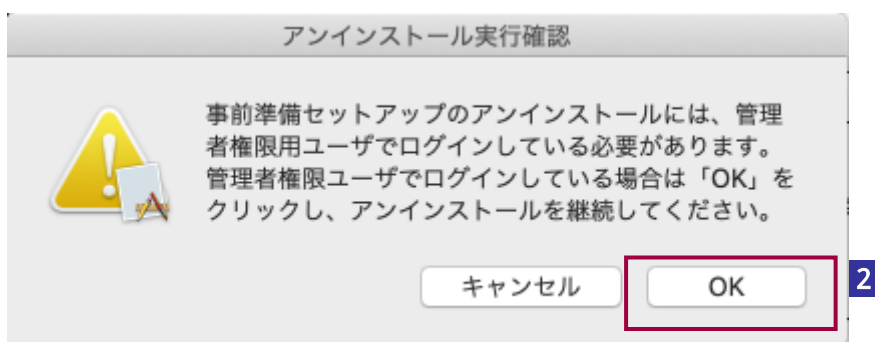 アンインストール実行確認
事前準備セットアップのアンインストールには、管理
者権限用ユーザでログインしている必要があります。
管理者権限ユーザでログインしている場合は「OK」を
クリックし、アンインストールを継続してください。
キャンセル
OK
2